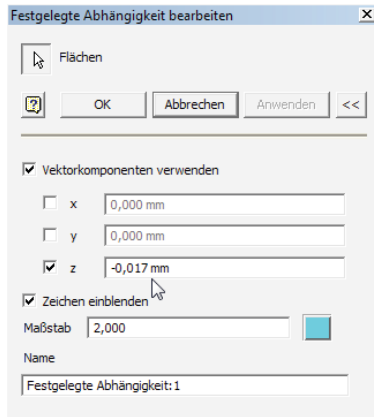 Festgelegte Abhängigkeit bearbeiten
Flächen
OK Abbrechen Anwenden <<
Vektorkomponenten verwenden
x 0,000 mm
y 0,000 mm
z -0,017 mm
Zeichen einblenden
Maßstab 2,000
Name
Festgelegte Abhängigkeit:1